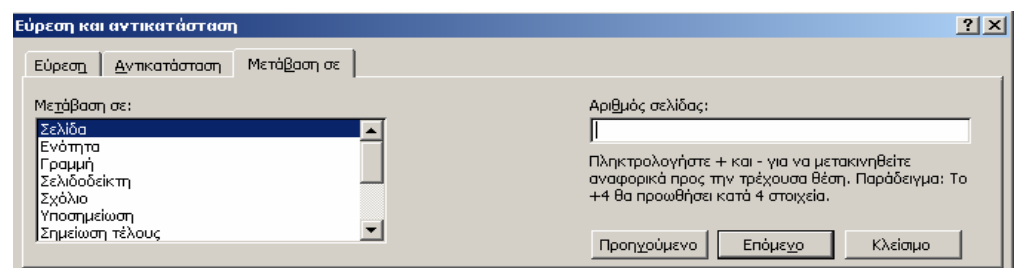 Εύρεση και αντικατάσταση
Εύρεση Αντικατάσταση Μετάβαση σε
Μετάβαση σε:
Σελίδα
Ενότητα
Γραμμή
Σελιδοδείκτη
Σχόλιο
Υποσημείωση
Σημείωση τέλους
Αριθμός σελίδας:
Πληκτρολογήστε + και - για να μετακινηθείτε
αναφορικά προς την τρέχουσα θέση. Παράδειγμα: Το
+4 θα προωθήσει κατά 4 στοιχεία.
Προηγούμενο Επόμενο Κλείσιμο